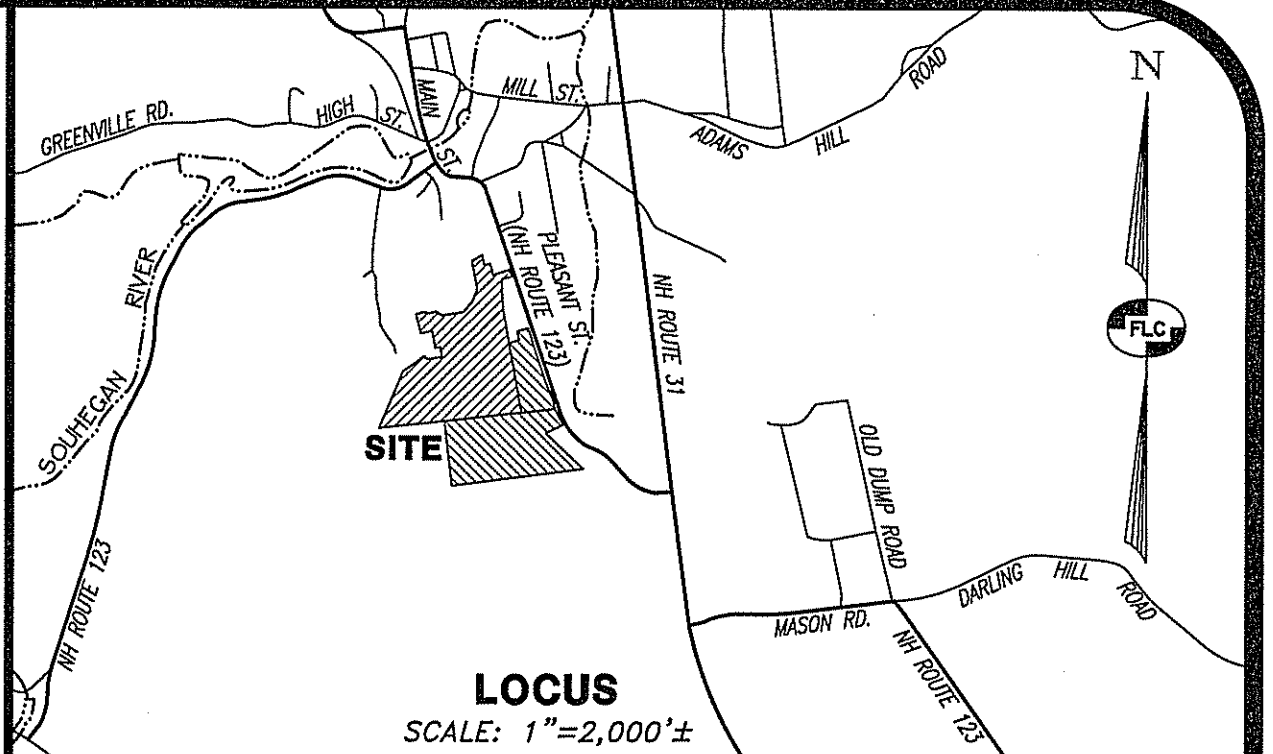 N
GREENVILLE RD.
HIGH ST.
MAIN ST.
MILL ST.
ADAMS HILL ROAD
RIVER
SOUHEGAN
PLEASANT ST.
(NH ROUTE 123)
NH ROUTE 31
FLC
SITE
OLD DUMP ROAD
NH ROUTE 123
DARLING HILL ROAD
MASON RD.
NH ROUTE 123
LOCUS
SCALE: 1"=2,000'±